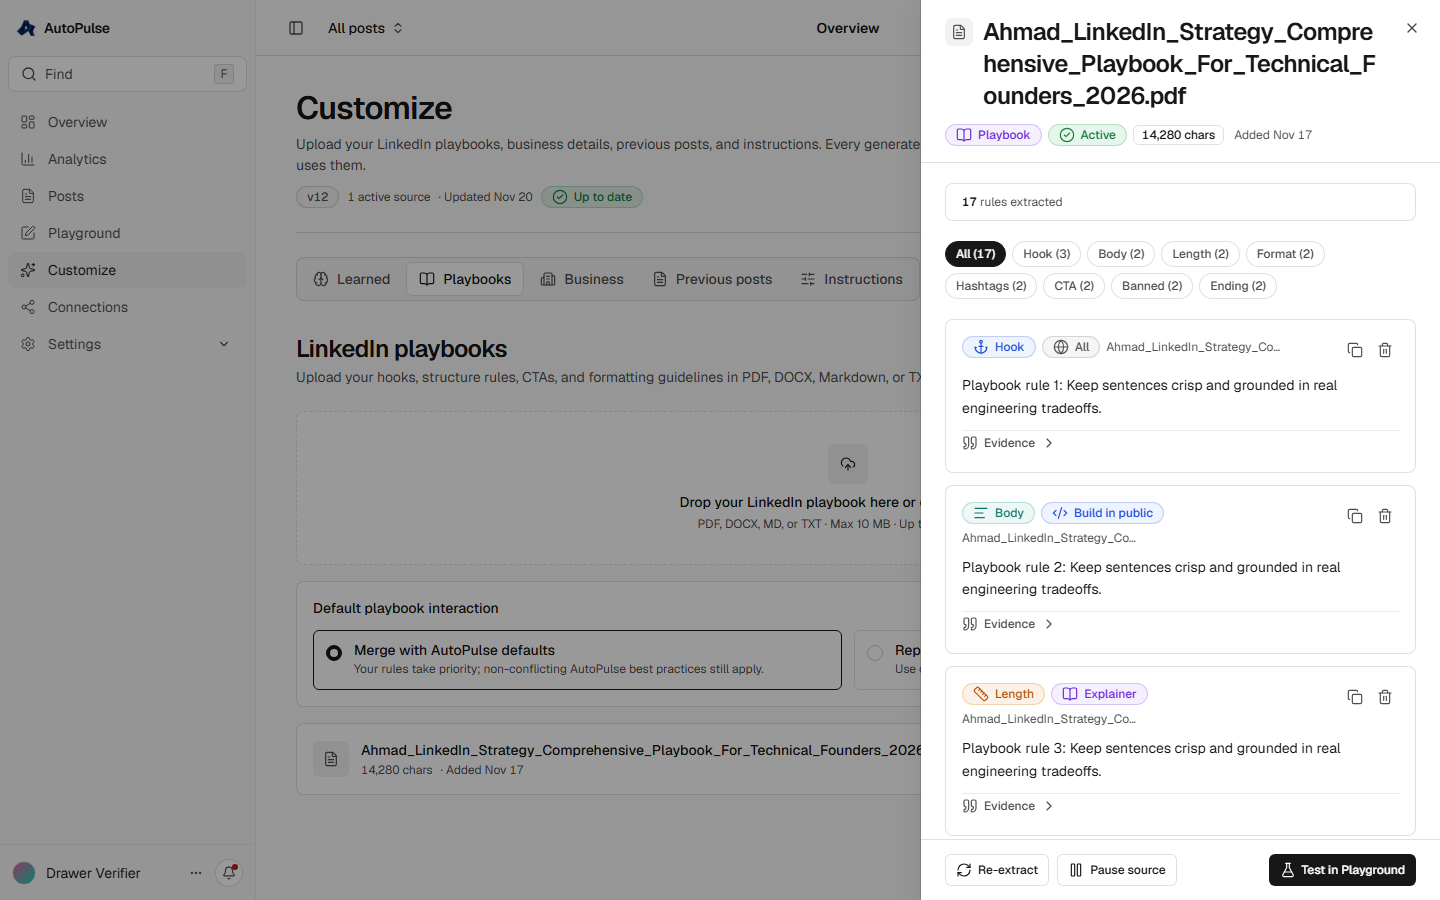 AutoPulse
Find
F
Overview
Analytics
Posts
Playground
Customize
Connections
Settings
Drawer Verifier
All posts
Overview
Customize
Upload your LinkedIn playbooks, business details, previous posts, and instructions. Every generate
uses them.
v12
1 active source · Updated Nov 20
Up to date
Learned
Playbooks
Business
Previous posts
Instructions
LinkedIn playbooks
Upload your hooks, structure rules, CTAs, and formatting guidelines in PDF, DOCX, Markdown, or TX
Drop your LinkedIn playbook here or
PDF, DOCX, MD, or TXT · Max 10 MB · Up t
Default playbook interaction
Merge with AutoPulse defaults
Your rules take priority; non-conflicting AutoPulse best practices still apply.
Rep
Use
Ahmad_LinkedIn_Strategy_Comprehensive_Playbook_For_Technical_Founders_2026
14,280 chars · Added Nov 17
Ahmad_LinkedIn_Strategy_Compre
hensive_Playbook_For_Technical_F
ounders_2026.pdf
Playbook
Active
14,280 chars
Added Nov 17
17 rules extracted
All (17)
Hook (3)
Body (2)
Length (2)
Format (2)
Hashtags (2)
CTA (2)
Banned (2)
Ending (2)
Hook
All
Ahmad_LinkedIn_Strategy_Co...
Playbook rule 1: Keep sentences crisp and grounded in real
engineering tradeoffs.
Evidence
Body
Build in public
Ahmad_LinkedIn_Strategy_Co...
Playbook rule 2: Keep sentences crisp and grounded in real
engineering tradeoffs.
Evidence
Length
Explainer
Ahmad_LinkedIn_Strategy_Co...
Playbook rule 3: Keep sentences crisp and grounded in real
engineering tradeoffs.
Evidence
Re-extract
Pause source
Test in Playground